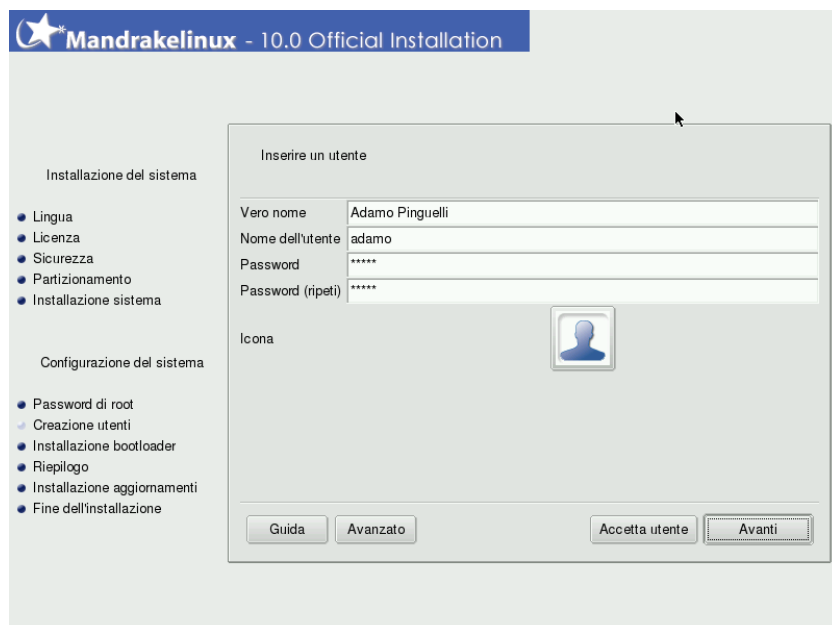 Mandrakelinux - 10.0 Official Installation
Installazione del sistema
Lingua
Licenza
Sicurezza
Partizionamento
Installazione sistema
Configurazione del sistema
Password di root
Creazione utenti
Installazione bootloader
Riepilogo
Installazione aggiornamenti
Fine dell'installazione
Inserire un utente
Vero nome Adamo Pinguelli
Nome dell'utente adamo
Password *****
Password (ripeti) *****
Icona
Guida Avanzato Accetta utente Avanti